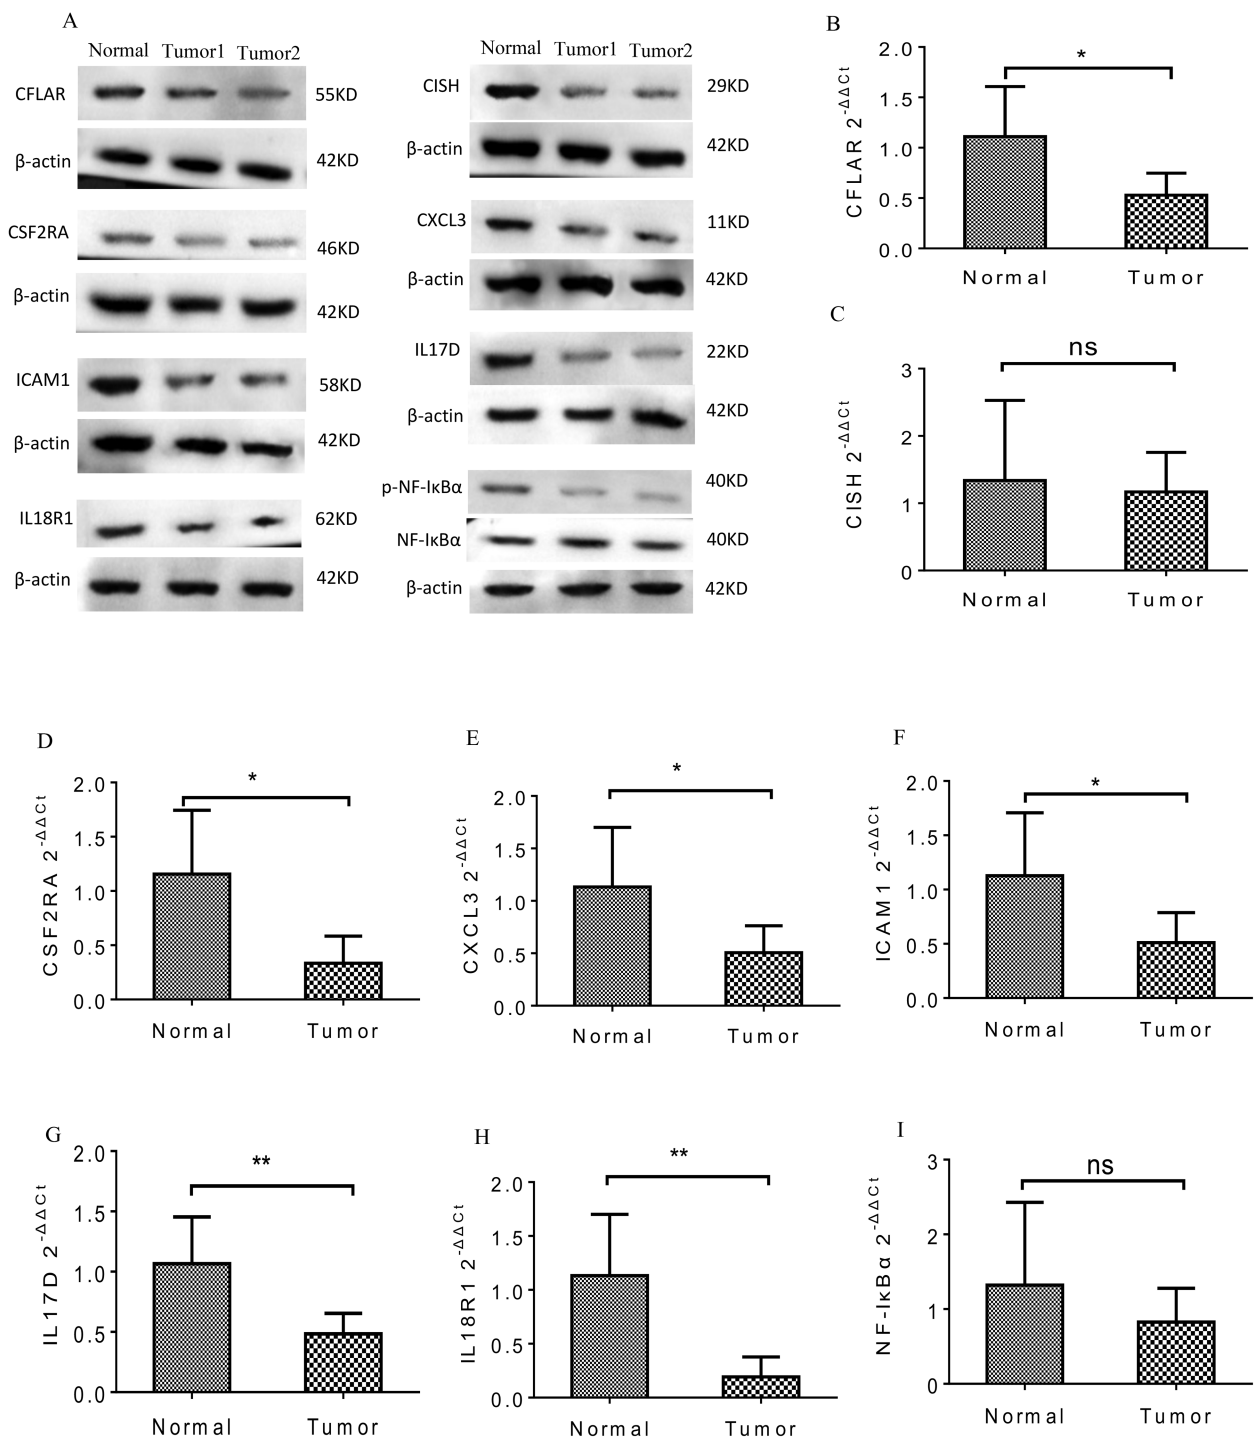 A
Normal Tumor1 Tumor2
CFLAR 55KD
β-actin 42KD
CSF2RA 46KD
β-actin 42KD
ICAM1 58KD
β-actin 42KD
IL18R1 62KD
β-actin 42KD
Normal Tumor1 Tumor2
CISH 29KD
β-actin 42KD
CXCL3 11KD
β-actin 42KD
IL17D 22KD
β-actin 42KD
p-NF-IκBα 40KD
NF-IκBα 40KD
β-actin 42KD
B
CFLAR 2-ΔΔCt
2.0
1.5
1.0
0.5
0.0
*
Normal Tumor
C
CISH 2-ΔΔCt
3
2
1
0
ns
Normal Tumor
D
CSF2RA 2-ΔΔCt
2.0
1.5
1.0
0.5
0.0
*
Normal Tumor
E
CXCL3 2-ΔΔCt
2.0
1.5
1.0
0.5
0.0
*
Normal Tumor
F
ICAM1 2-ΔΔCt
2.0
1.5
1.0
0.5
0.0
*
Normal Tumor
G
IL17D 2-ΔΔCt
2.0
1.5
1.0
0.5
0.0
**
Normal Tumor
H
IL18R1 2-ΔΔCt
2.0
1.5
1.0
0.5
0.0
**
Normal Tumor
I
NF-IκBα 2-ΔΔCt
3
2
1
0
ns
Normal Tumor